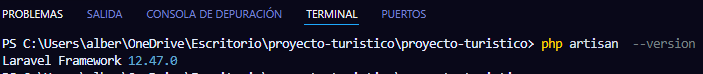 PROBLEMAS SALIDA CONSOLA DE DEPURACIÓN TERMINAL PUERTOS
PS C:\Users\alber\OneDrive\Escritorio\proyecto-turistico\proyecto-turistico> php artisan  --version
Laravel Framework 12.47.0